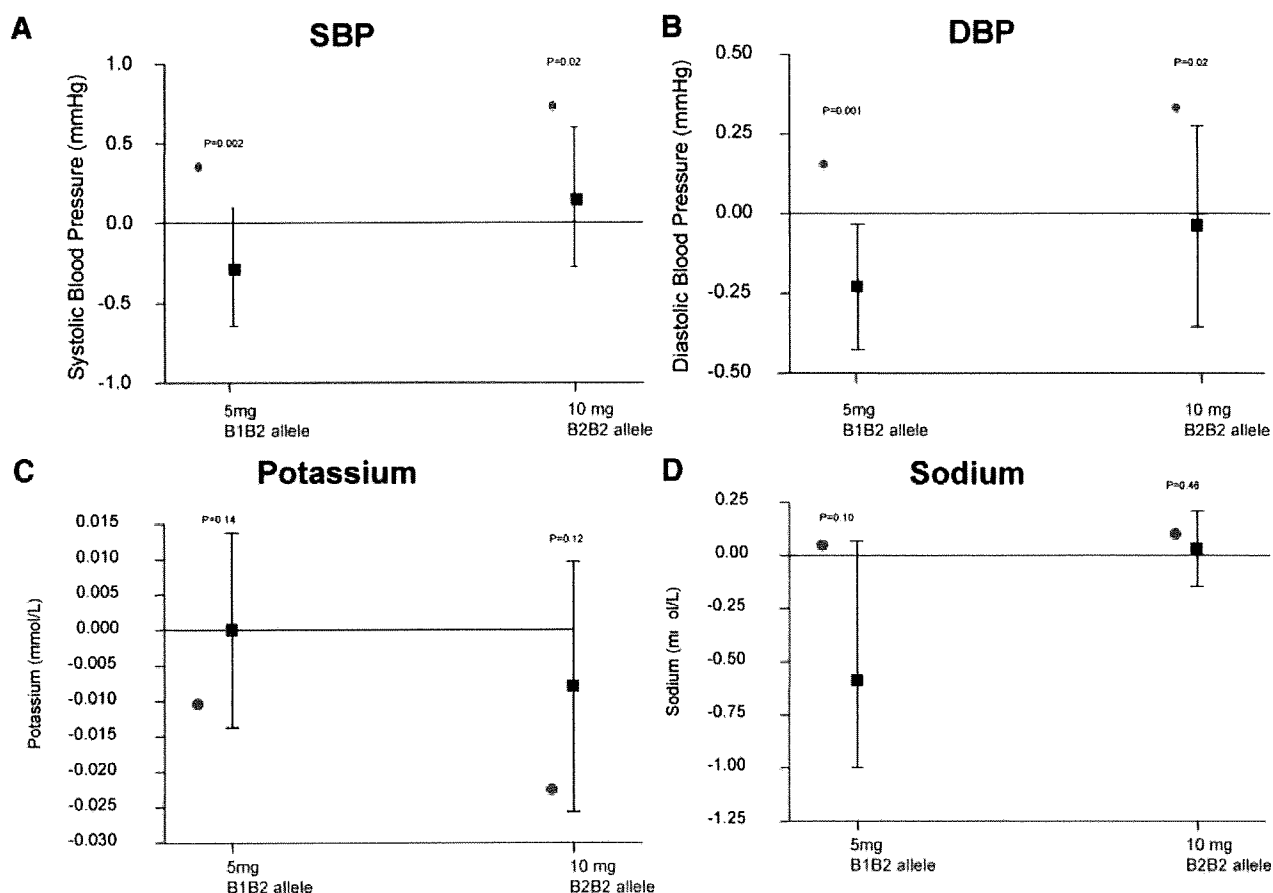 A
SBP
Systolic Blood Pressure (mmHg)
1.0
0.5
0.0
-0.5
-1.0
P=0.002
P=0.02
5mg
B1B2 allele
10 mg
B2B2 allele
B
DBP
Diastolic Blood Pressure (mmHg)
0.50
0.25
0.00
-0.25
-0.50
P=0.001
P=0.02
5mg
B1B2 allele
10 mg
B2B2 allele
C
Potassium
Potassium (mmol/L)
0.015
0.010
0.005
0.000
-0.005
-0.010
-0.015
-0.020
-0.025
-0.030
P=0.14
P=0.12
5mg
B1B2 allele
10 mg
B2B2 allele
D
Sodium
Sodium
0.25
0.00
-0.25
-0.50
-0.75
-1.00
-1.25
P=0.10
P=0.46
5mg
B1B2 allele
10 mg
B2B2 allele